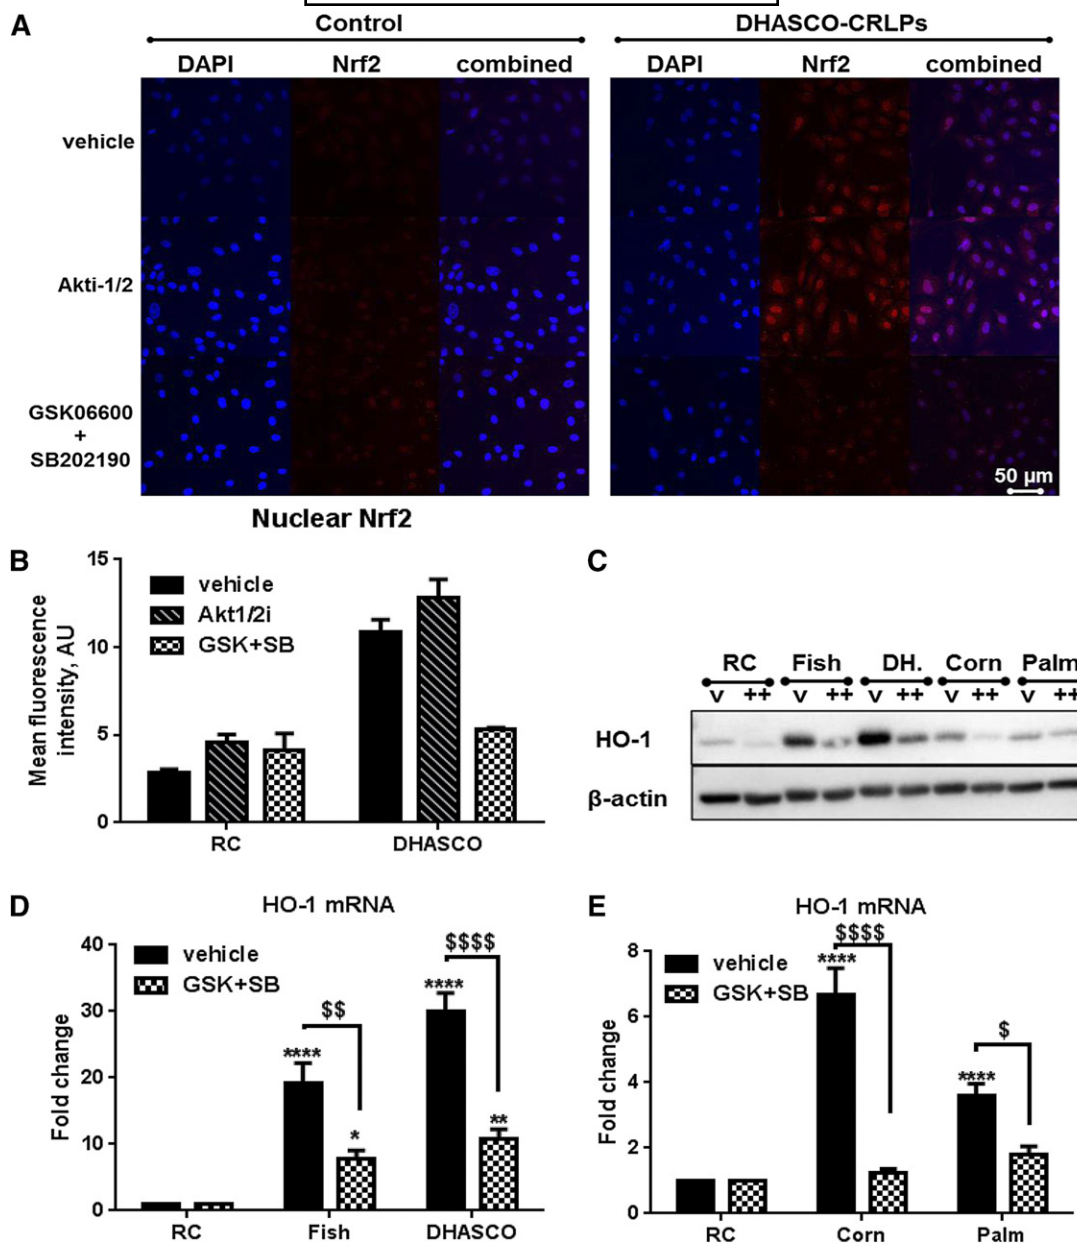 A
Control
DHASCO-CRLPs
DAPI Nrf2 combined
DAPI Nrf2 combined
vehicle
Akti-1/2
GSK06600
+
SB202190
50 µm
Nuclear Nrf2
B
Mean fluorescence
intensity, AU
15
10
5
0
vehicle
Akt1/2i
GSK+SB
RC DHASCO
C
RC Fish DH. Corn Palm
v ++ v ++ v ++ v ++ v ++
HO-1
β-actin
D
HO-1 mRNA
Fold change
40
30
20
10
0
vehicle
GSK+SB
$$$$
****
$$
****
*
**
RC Fish DHASCO
E
HO-1 mRNA
Fold change
8
6
4
2
0
vehicle
GSK+SB
$$$$
****
$
****
RC Corn Palm